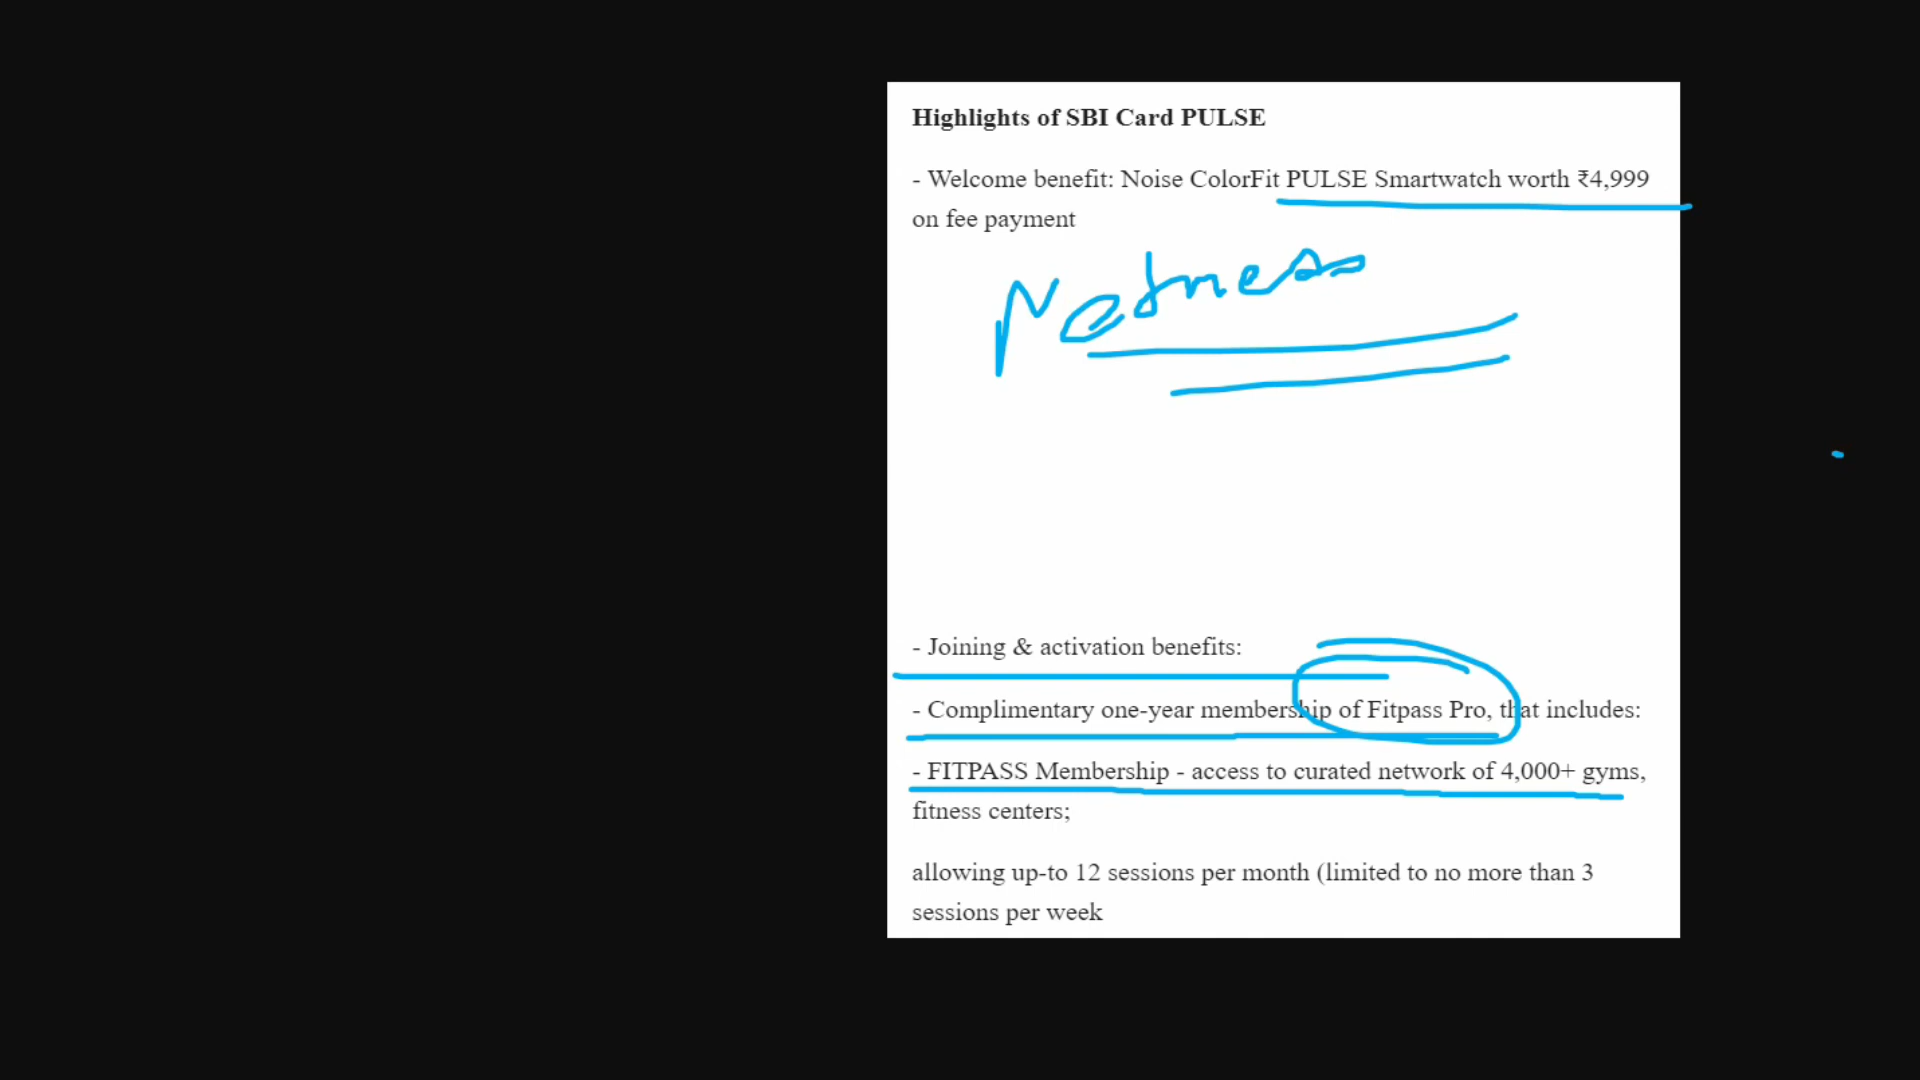 Highlights of SBI Card PULSE
- Welcome benefit: Noise ColorFit PULSE Smartwatch worth ₹4,999
on fee payment
- Joining & activation benefits:
- Complimentary one-year membership of Fitpass Pro, that includes:
- FITPASS Membership - access to curated network of 4,000+ gyms,
fitness centers;
allowing up-to 12 sessions per month (limited to no more than 3
sessions per week